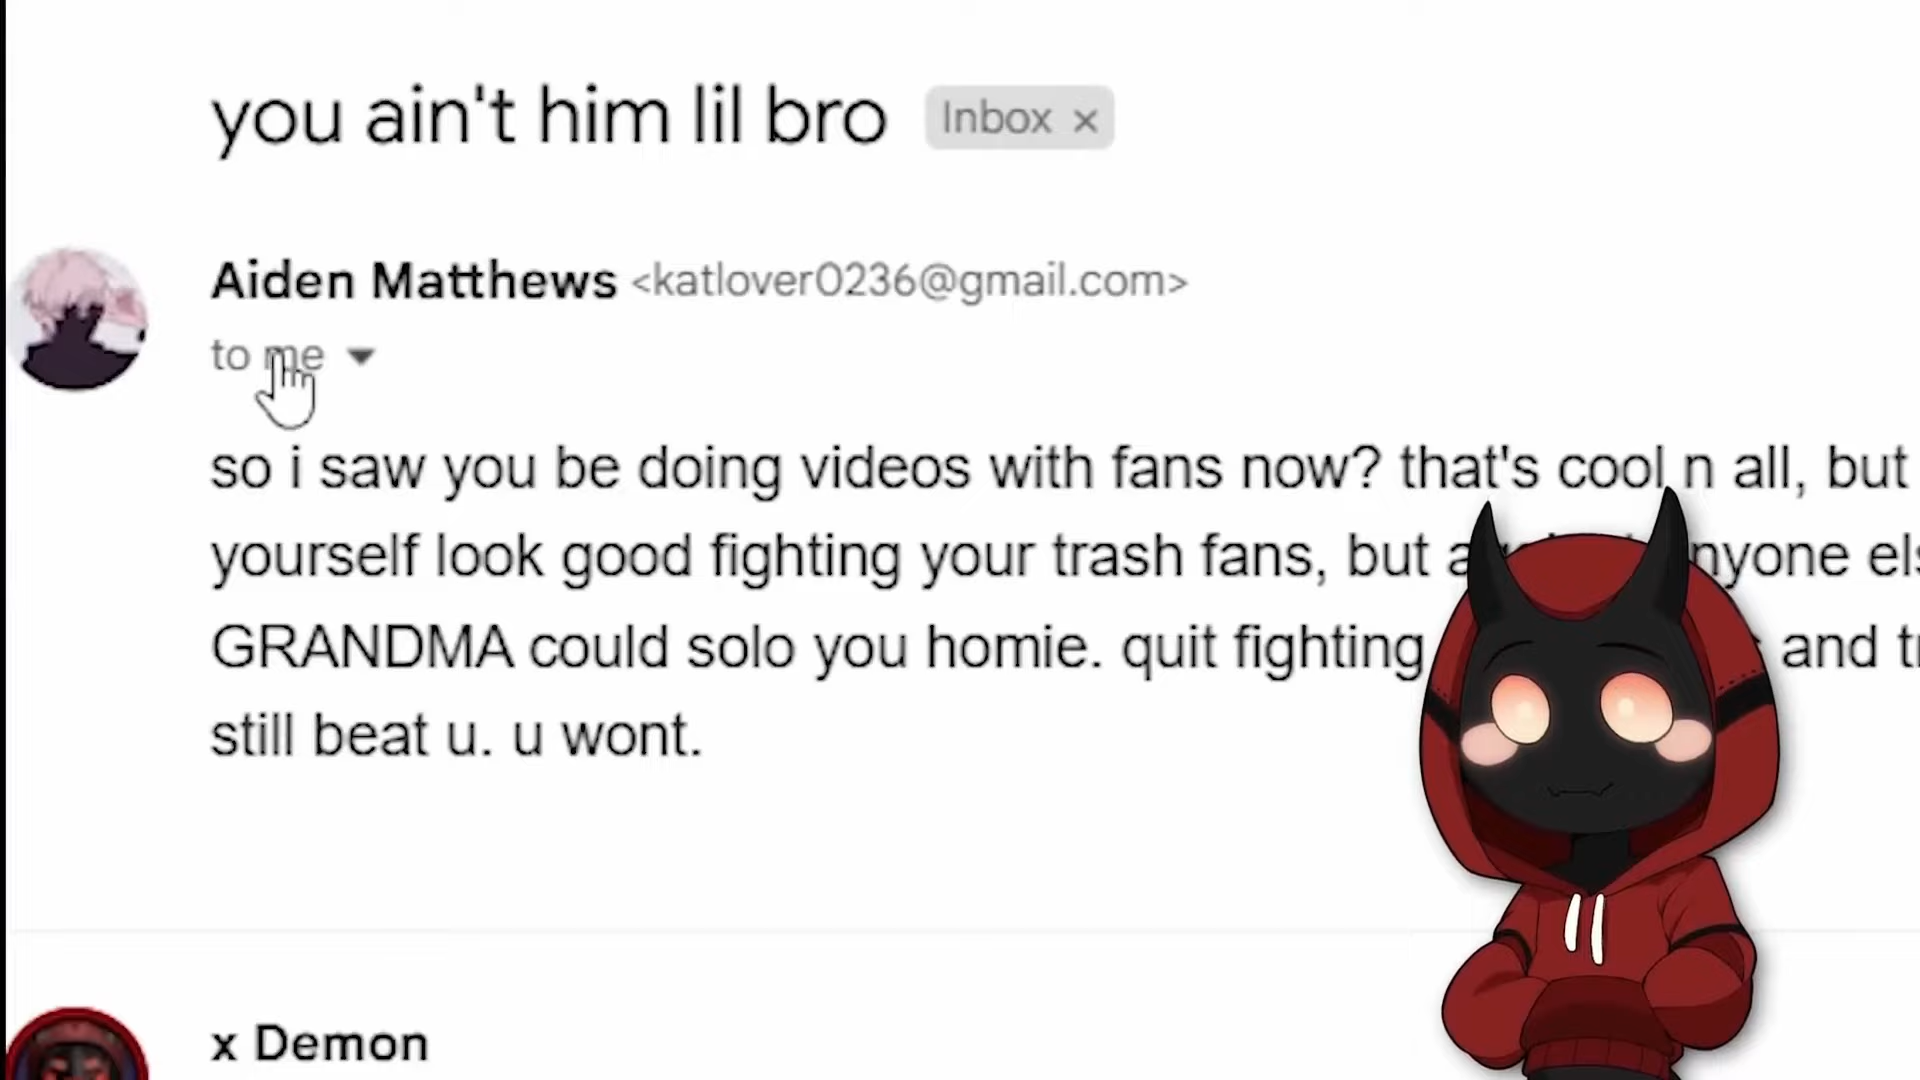 you ain't him lil bro Inbox ×
Aiden Matthews <katlover0236@gmail.com>
to me
so i saw you be doing videos with fans now? that's cool n all, but
yourself look good fighting your trash fans, but
GRANDMA could solo you homie. quit fighting and
still beat u. u wont.
x Demon